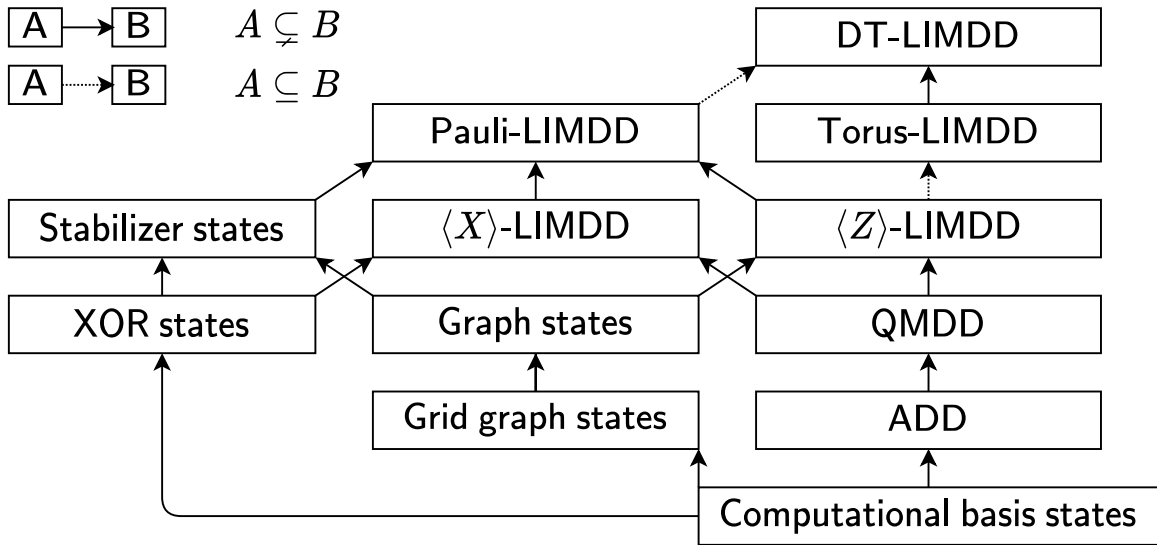 A B A ⊊ B
DT-LIMDD
A B A ⊆ B
Pauli-LIMDD Torus-LIMDD
Stabilizer states ⟨X⟩-LIMDD ⟨Z⟩-LIMDD
XOR states Graph states QMDD
Grid graph states ADD
Computational basis states